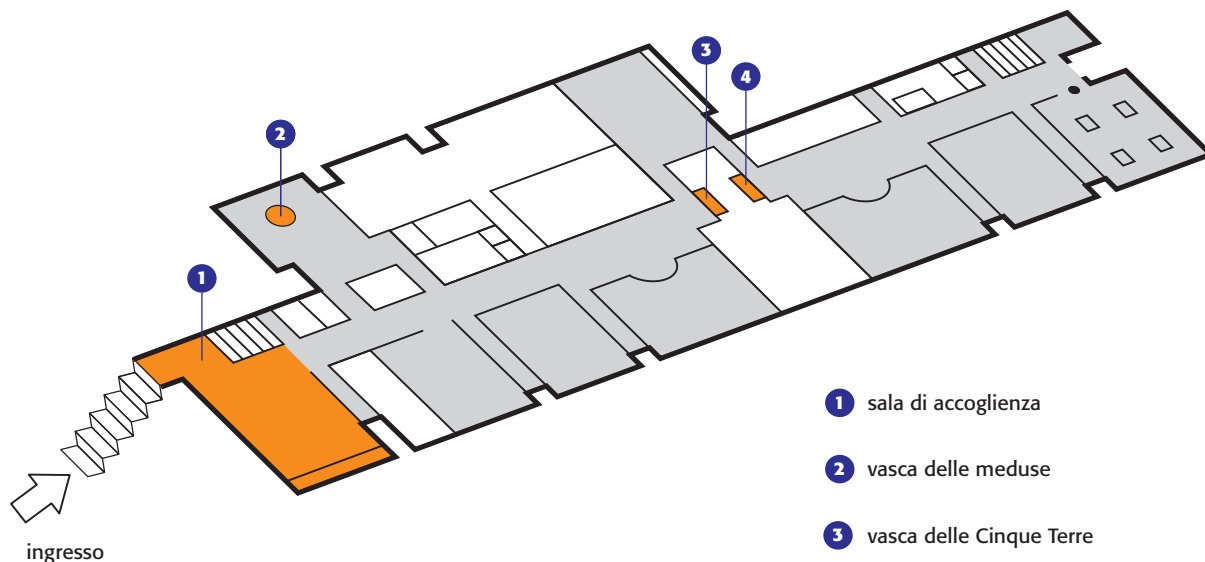 3
4
2
1
1 sala di accoglienza
2 vasca delle meduse
3 vasca delle Cinque Terre
ingresso